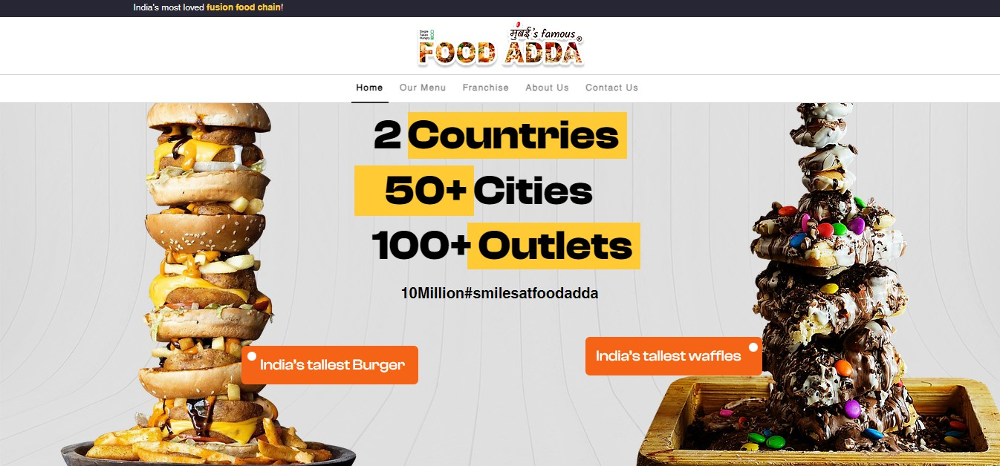 India's most loved fusion food chain!
Single
Taken
Hungry
मुंबई's famous
FOOD ADDA®
Home Our Menu Franchise About Us Contact Us
2 Countries
50+ Cities
100+ Outlets
10Million#smilesatfoodadda
India's tallest Burger
India's tallest waffles